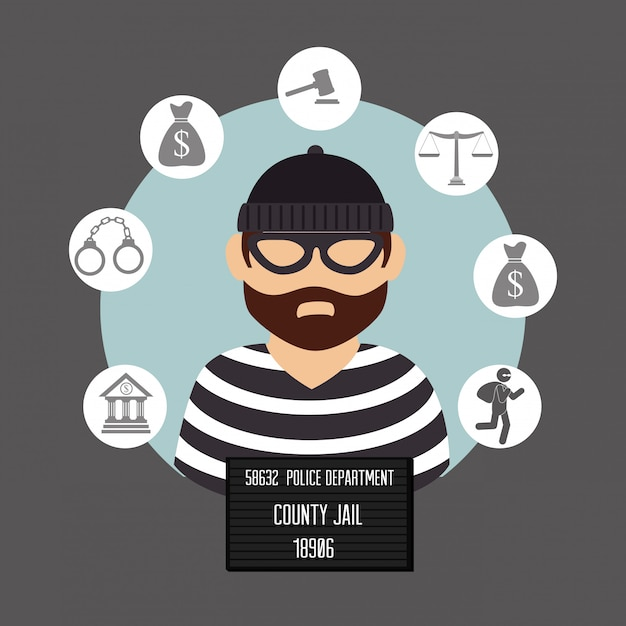 $
$
$
58632 POLICE DEPARTMENT
COUNTY JAIL
18906